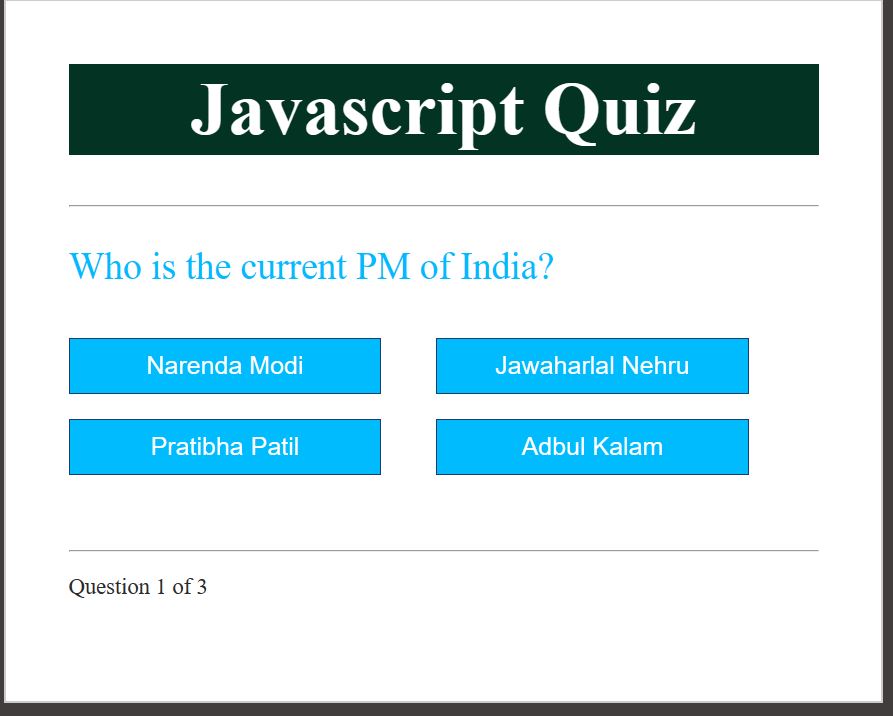 Javascript Quiz
Who is the current PM of India?
Narenda Modi
Jawaharlal Nehru
Pratibha Patil
Adbul Kalam
Question 1 of 3